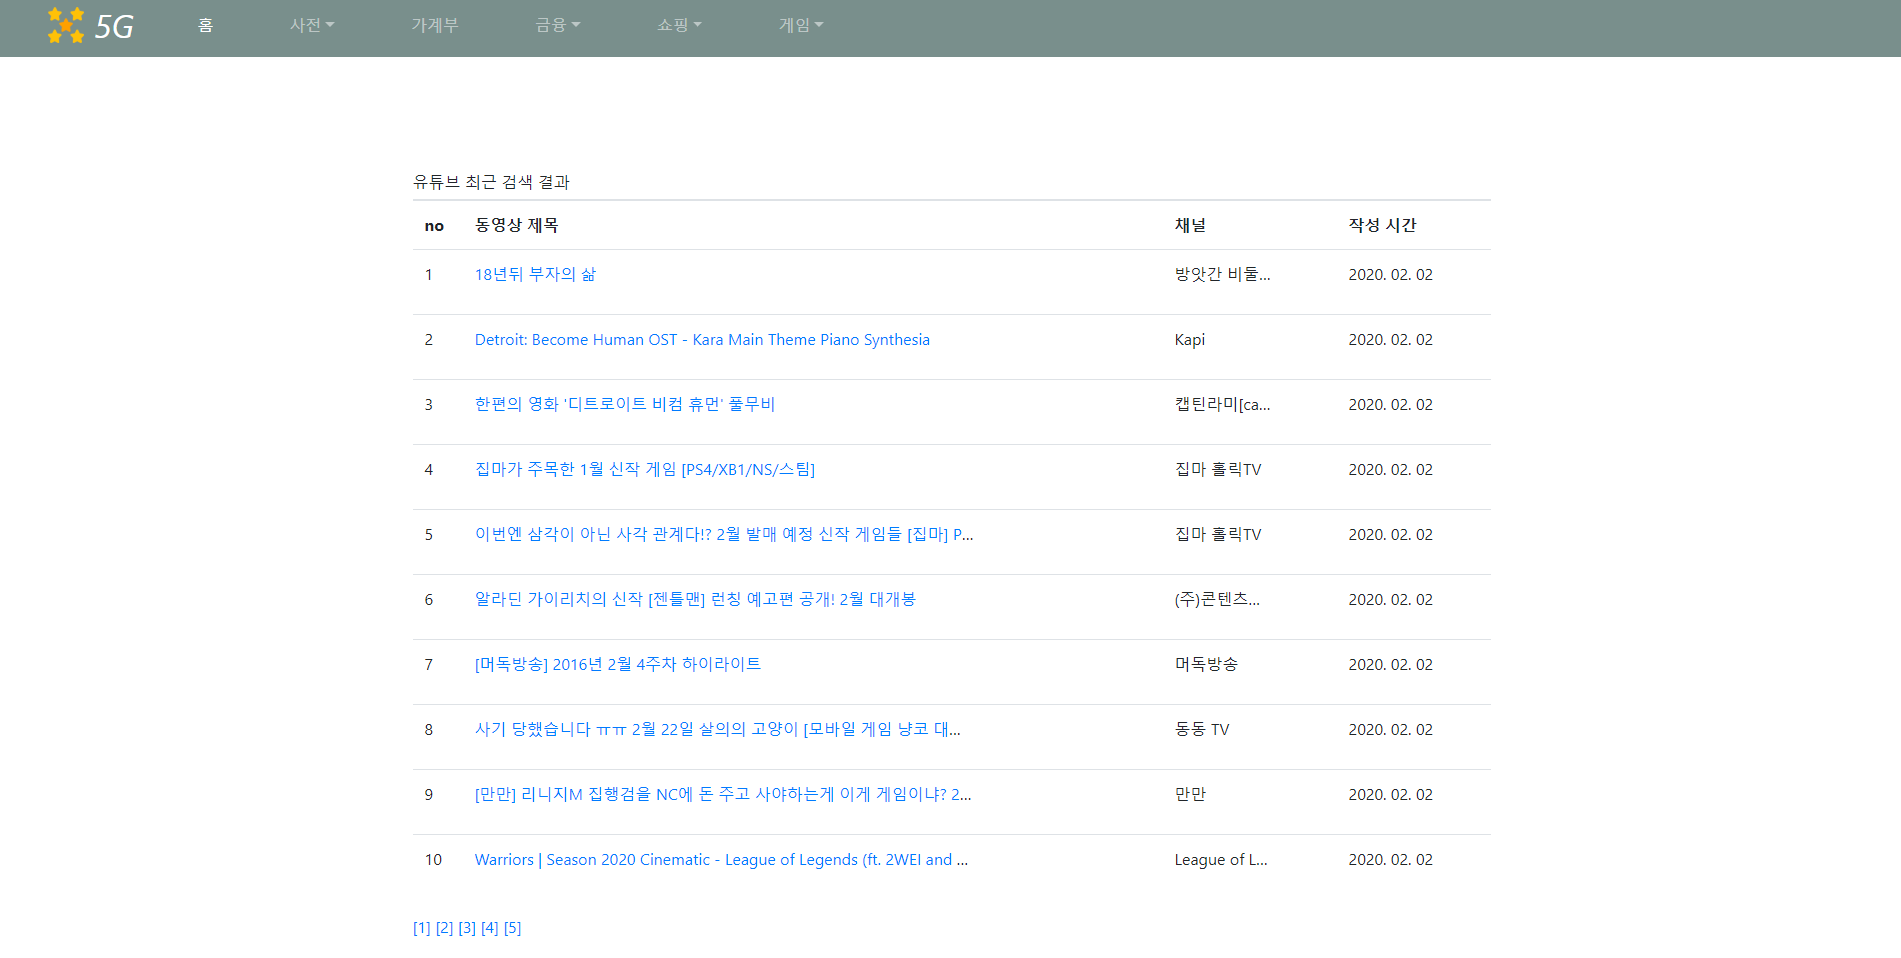 5G 홈 사전 가계부 금융 쇼핑 게임
유튜브 최근 검색 결과
no 동영상 제목 채널 작성 시간
1 18년뒤 부자의 삶 방앗간 비둘... 2020. 02. 02
2 Detroit: Become Human OST - Kara Main Theme Piano Synthesia Kapi 2020. 02. 02
3 한편의 영화 '디트로이트 비컴 휴먼' 풀무비 캡틴라미[ca... 2020. 02. 02
4 집마가 주목한 1월 신작 게임 [PS4/XB1/NS/스팀] 집마 홀릭TV 2020. 02. 02
5 이번엔 삼각이 아닌 사각 관계다!? 2월 발매 예정 신작 게임들 [집마] P... 집마 홀릭TV 2020. 02. 02
6 알라딘 가이리치의 신작 [젠틀맨] 런칭 예고편 공개! 2월 대개봉 (주)콘텐츠... 2020. 02. 02
7 [머독방송] 2016년 2월 4주차 하이라이트 머독방송 2020. 02. 02
8 사기 당했습니다 ㅠㅠ 2월 22일 살의의 고양이 [모바일 게임 냥코 대... 동동 TV 2020. 02. 02
9 [만만] 리니지M 집행검을 NC에 돈 주고 사야하는게 이게 게임이냐? 2... 만만 2020. 02. 02
10 Warriors | Season 2020 Cinematic - League of Legends (ft. 2WEI and ... League of L... 2020. 02. 02
[1] [2] [3] [4] [5]